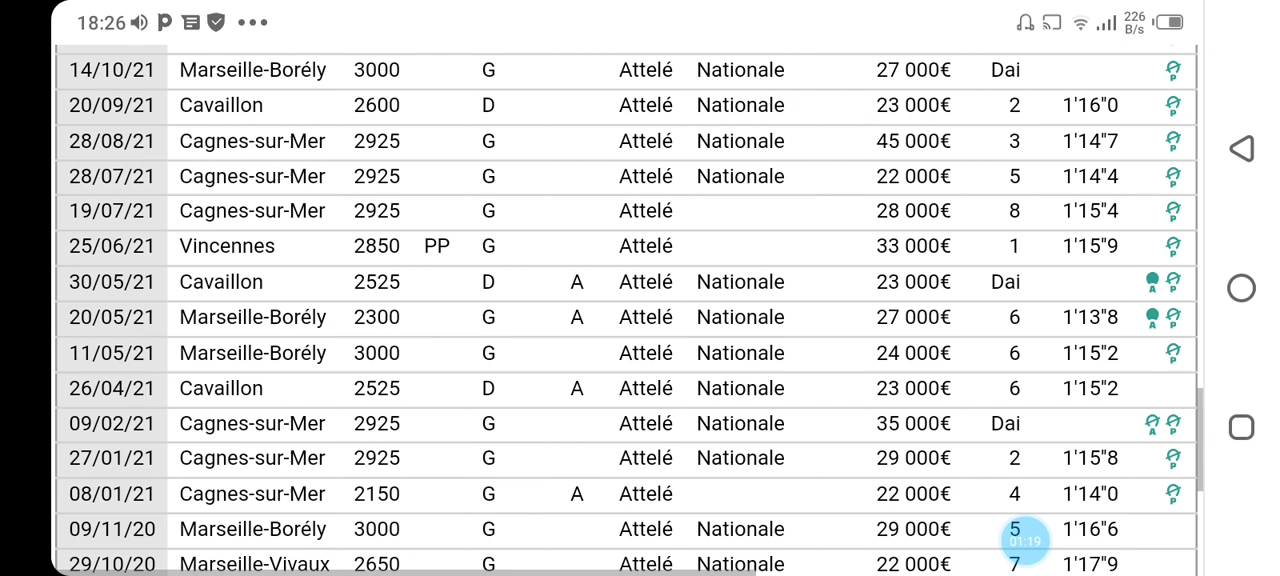 18:26 226 B/s
14/10/21 Marseille-Borély 3000 G Attelé Nationale 27 000€ Dai P
20/09/21 Cavaillon 2600 D Attelé Nationale 23 000€ 2 1'16"0 P
28/08/21 Cagnes-sur-Mer 2925 G Attelé Nationale 45 000€ 3 1'14"7 P
28/07/21 Cagnes-sur-Mer 2925 G Attelé Nationale 22 000€ 5 1'14"4 P
19/07/21 Cagnes-sur-Mer 2925 G Attelé 28 000€ 8 1'15"4 P
25/06/21 Vincennes 2850 PP G Attelé 33 000€ 1 1'15"9 P
30/05/21 Cavaillon 2525 D A Attelé Nationale 23 000€ Dai A P
20/05/21 Marseille-Borély 2300 G A Attelé Nationale 27 000€ 6 1'13"8 A P
11/05/21 Marseille-Borély 3000 G Attelé Nationale 24 000€ 6 1'15"2 P
26/04/21 Cavaillon 2525 D A Attelé Nationale 23 000€ 6 1'15"2
09/02/21 Cagnes-sur-Mer 2925 G Attelé Nationale 35 000€ Dai A P
27/01/21 Cagnes-sur-Mer 2925 G Attelé Nationale 29 000€ 2 1'15"8 P
08/01/21 Cagnes-sur-Mer 2150 G A Attelé 22 000€ 4 1'14"0 P
09/11/20 Marseille-Borély 3000 G Attelé Nationale 29 000€ 5 1'16"6
01:19
29/10/20 Marseille-Vivaux 2650 G Attelé Nationale 22 000€ 7 1'17"9